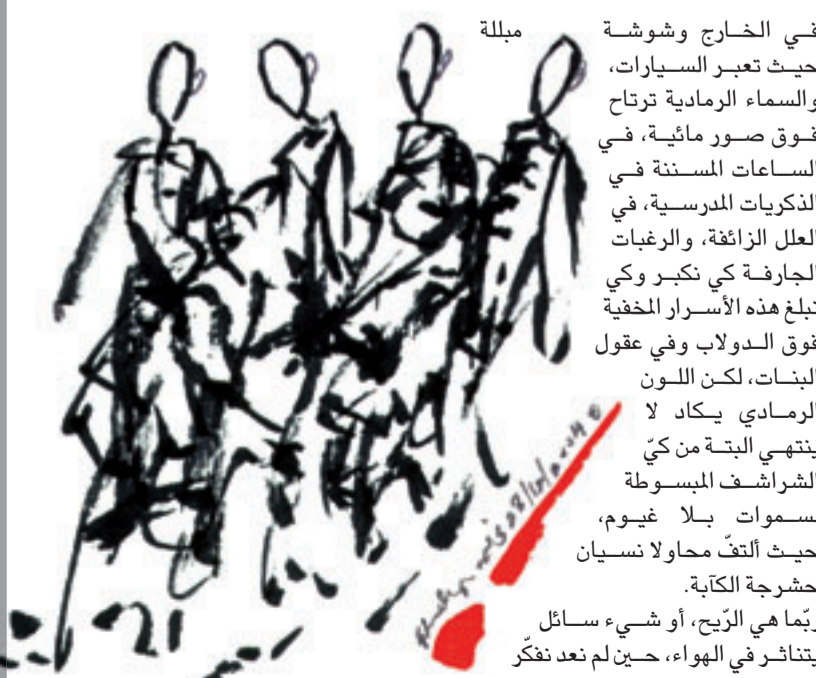 في الخارج وشوشة مبللة
حيث تعبر السيارات،
والسماء الرمادية ترتاح
فوق صور مائية، في
الساعات المسننة في
الذكريات المدرسية، في
العلل الزائفة، والرغبات
الجارفة كي نكبر وكي
نبلغ هذه الأسرار المخفية
فوق الدولاب وفي عقول
البنات، لكن اللون
الرمادي يكاد لا
ينتهي البتة من كيّ
الشراشف المبسوطة
بسموات بلا غيوم،
حيث ألتفّ محاولا نسيان
حشرجة الكآبة.
ربّما هي الرّيح، أو شيء سائل
يتناثر في الهواء، حين لم نعد نفكّر